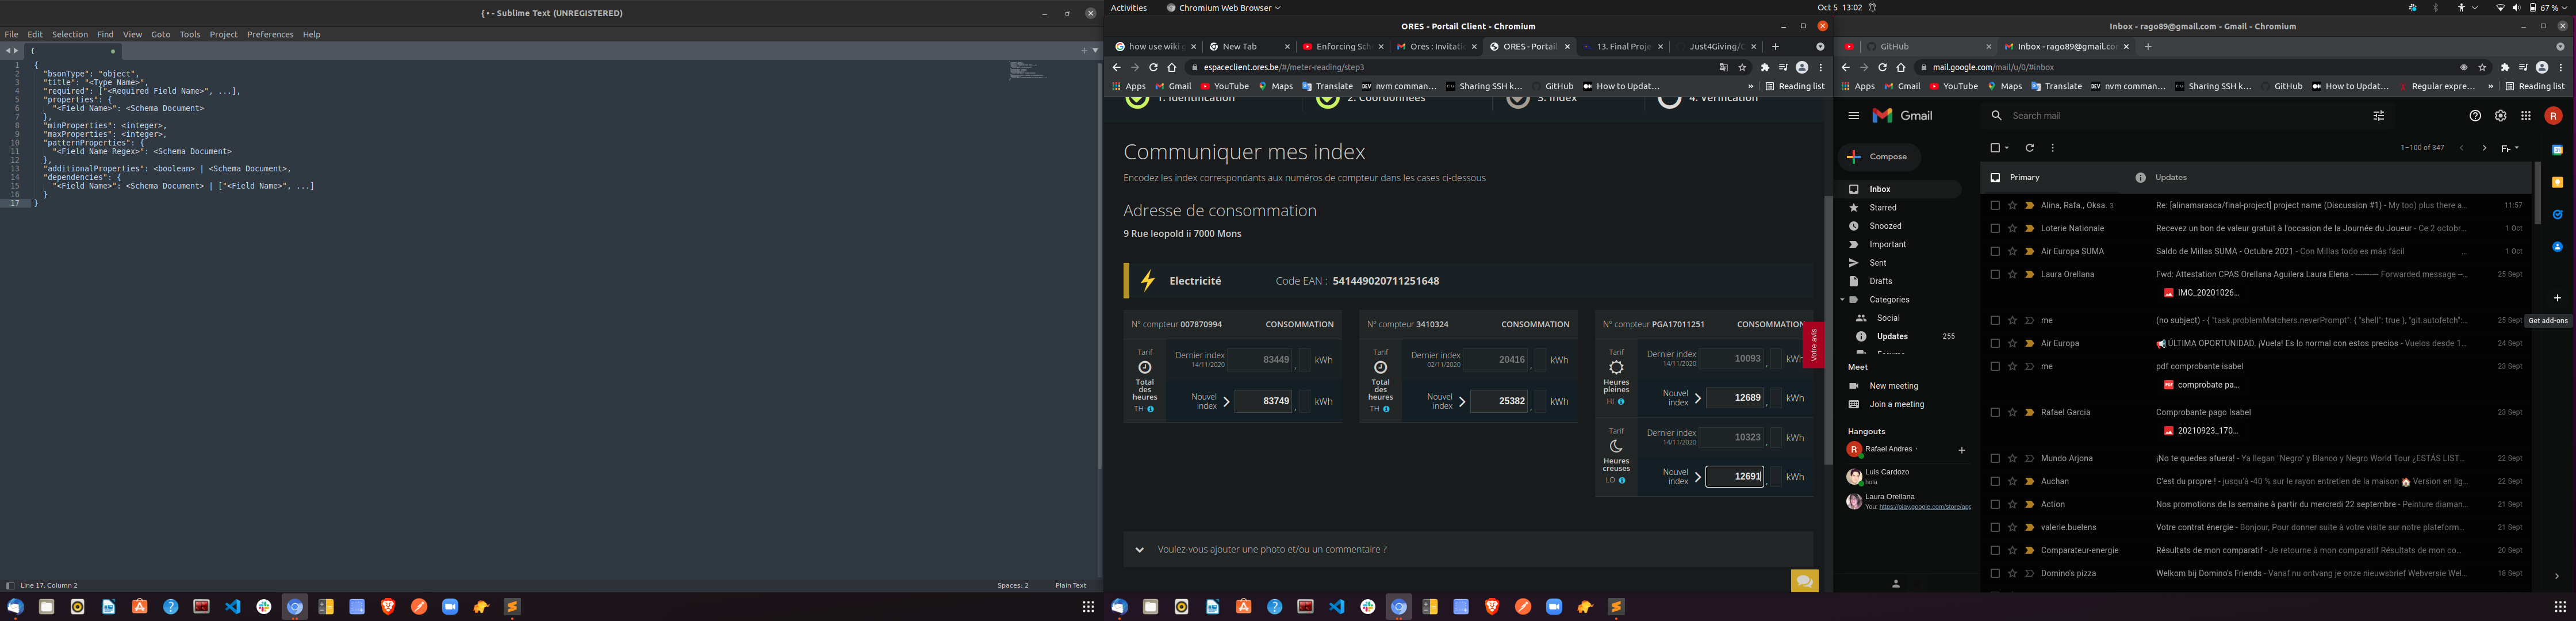 { • - Sublime Text (UNREGISTERED)
File Edit Selection Find View Goto Tools Project Preferences Help
{
1 {
2 "bsonType": "object",
3 "title": "<Type Name>",
4 "required": ["<Required Field Name>", ...],
5 "properties": {
6 "<Field Name>": <Schema Document>
7 },
8 "minProperties": <integer>,
9 "maxProperties": <integer>,
10 "patternProperties": {
11 "<Field Name Regex>": <Schema Document>
12 },
13 "additionalProperties": <boolean> | <Schema Document>,
14 "dependencies": {
15 "<Field Name>": <Schema Document> | ["<Field Name>", ...]
16 }
17 }
Line 17, Column 2
Spaces: 2 Plain Text
Activities Chromium Web Browser
Oct 5 13:02
67 %
ORES - Portail Client - Chromium
how use wiki New Tab Enforcing Sch Ores : Invitati ORES - Portail 13. Final Proje Just4Giving/
espaceclient.ores.be/#/meter-reading/step3
Apps Gmail YouTube Maps Translate nvm comman... Sharing SSH k... GitHub How to Updat... » Reading list
1. Identification 2. Coordonnées 3. Index 4. Vérification
Communiquer mes index
Encodez les index correspondants aux numéros de compteur dans les cases ci-dessous
Adresse de consommation
9 Rue leopold ii 7000 Mons
Electricité Code EAN : 541449020711251648
N° compteur 007870994 CONSOMMATION
Tarif
Total des heures
TH
Dernier index 83449 , kWh
14/11/2020
Nouvel index 83749 , kWh
N° compteur 3410324 CONSOMMATION
Tarif
Total des heures
TH
Dernier index 20416 , kWh
02/11/2020
Nouvel index 25382 , kWh
N° compteur PGA17011251 CONSOMMATION
Tarif
Heures pleines
HI
Dernier index 10093 , kWh
14/11/2020
Nouvel index 12689 , kWh
Tarif
Heures creuses
LO
Dernier index 10323 , kWh
14/11/2020
Nouvel index 12691 , kWh
Votre avis
Voulez-vous ajouter une photo et/ou un commentaire ?
Inbox - rago89@gmail.com - Gmail - Chromium
GitHub Inbox - rago89@gmail.co
mail.google.com/mail/u/0/#inbox
Apps Gmail YouTube Maps Translate nvm comman... Sharing SSH k... GitHub How to Updat... Regular expre... » Reading list
Gmail
Search mail
R
Compose
1–100 of 347
Inbox
Starred
Snoozed
Important
Sent
Drafts
Categories
Social
Updates 255
Forums
Meet
New meeting
Join a meeting
Hangouts
Rafael Andres
Luis Cardozo
hola
Laura Orellana
You: https://play.google.com/store/app
Primary Updates
Alina, Rafa., Oksa. 3 Re: [alinamarasca/final-project] project name (Discussion #1) - My too) plus there a... 11:57
Loterie Nationale Recevez un bon de valeur gratuit à l'occasion de la Journée du Joueur - Ce 2 octobr... 1 Oct
Air Europa SUMA Saldo de Millas SUMA - Octubre 2021 - Con Millas todo es más fácil 1 Oct
Laura Orellana Fwd: Attestation CPAS Orellana Aguilera Laura Elena - ---------- Forwarded message --... 25 Sept
IMG_20201026...
me (no subject) - { "task.problemMatchers.neverPrompt": { "shell": true }, "git.autofetch":... 25 Sept
Get add-ons
Air Europa ÚLTIMA OPORTUNIDAD. ¡Vuela! Es lo normal con estos precios - Vuelos desde 1... 24 Sept
me pdf comprobante isabel 23 Sept
comprobate pa...
Rafael Garcia Comprobante pago Isabel 23 Sept
20210923_170...
Mundo Arjona ¡No te quedes afuera! - Ya llegan "Negro" y Blanco y Negro World Tour ¿ESTÁS LIST... 22 Sept
Auchan C'est du propre ! - jusqu'à -40 % sur le rayon entretien de la maison Version en lig... 22 Sept
Action Nos promotions de la semaine à partir du mercredi 22 septembre - Peinture diaman... 21 Sept
valerie.buelens Votre contrat énergie - Bonjour, Pour donner suite à votre visite sur notre plateform... 21 Sept
Comparateur-energie Résultats de mon comparatif - Je retourne à mon comparatif Résultats de mon co... 20 Sept
Domino's pizza Welkom bij Domino's Friends - Vanaf nu ontvang je onze nieuwsbrief Webversie Wel... 18 Sept